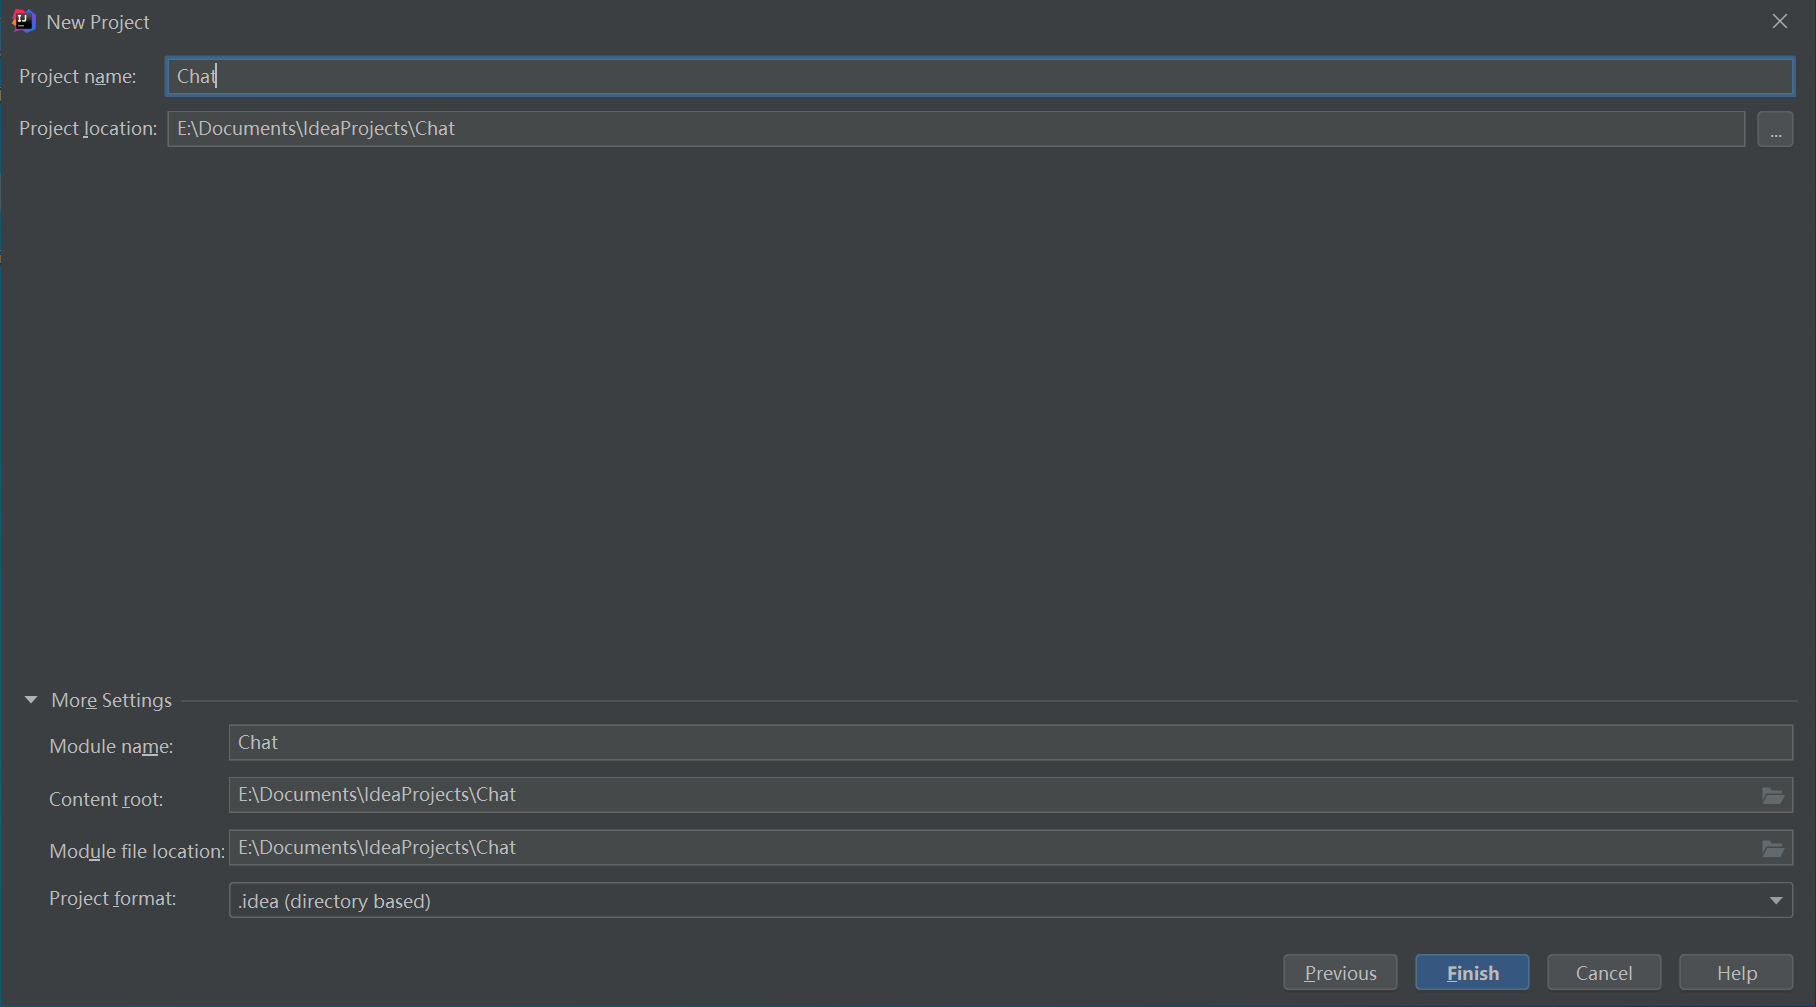 New Project
Project name: Chat
Project location: E:\Documents\IdeaProjects\Chat ...
More Settings
Module name: Chat
Content root: E:\Documents\IdeaProjects\Chat
Module file location: E:\Documents\IdeaProjects\Chat
Project format: .idea (directory based)
Previous Finish Cancel Help